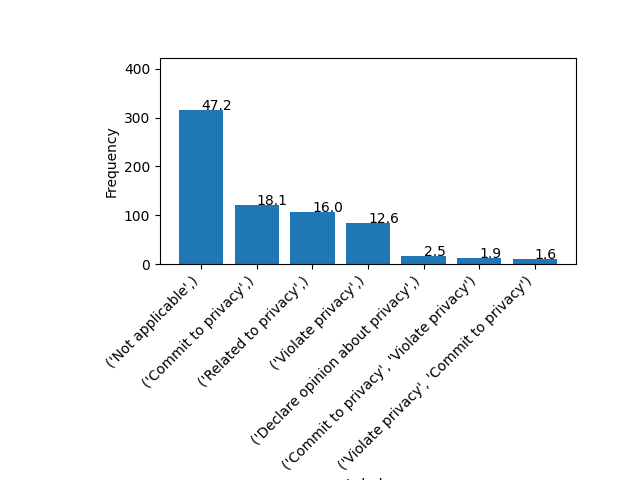 400
300
200
100
0
Frequency
47.2
18.1
16.0
12.6
2.5
1.9
1.6
('Not applicable',)
('Commit to privacy',)
('Related to privacy',)
('Violate privacy',)
('Declare opinion about privacy',)
('Commit to privacy', 'Violate privacy')
('Violate privacy', 'Commit to privacy')